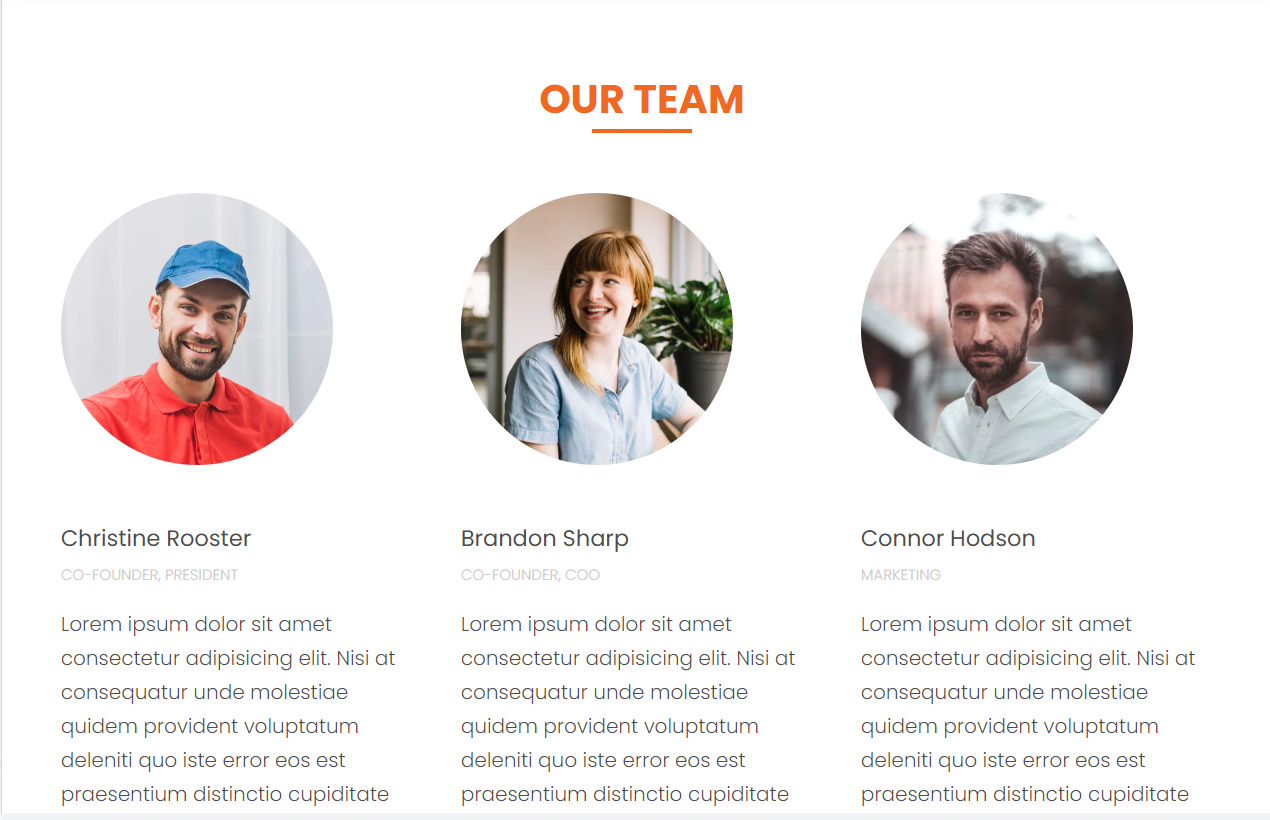 OUR TEAM
Christine Rooster
CO-FOUNDER, PRESIDENT
Lorem ipsum dolor sit amet
consectetur adipisicing elit. Nisi at
consequatur unde molestiae
quidem provident voluptatum
deleniti quo iste error eos est
praesentium distinctio cupiditate
Brandon Sharp
CO-FOUNDER, COO
Lorem ipsum dolor sit amet
consectetur adipisicing elit. Nisi at
consequatur unde molestiae
quidem provident voluptatum
deleniti quo iste error eos est
praesentium distinctio cupiditate
Connor Hodson
MARKETING
Lorem ipsum dolor sit amet
consectetur adipisicing elit. Nisi at
consequatur unde molestiae
quidem provident voluptatum
deleniti quo iste error eos est
praesentium distinctio cupiditate